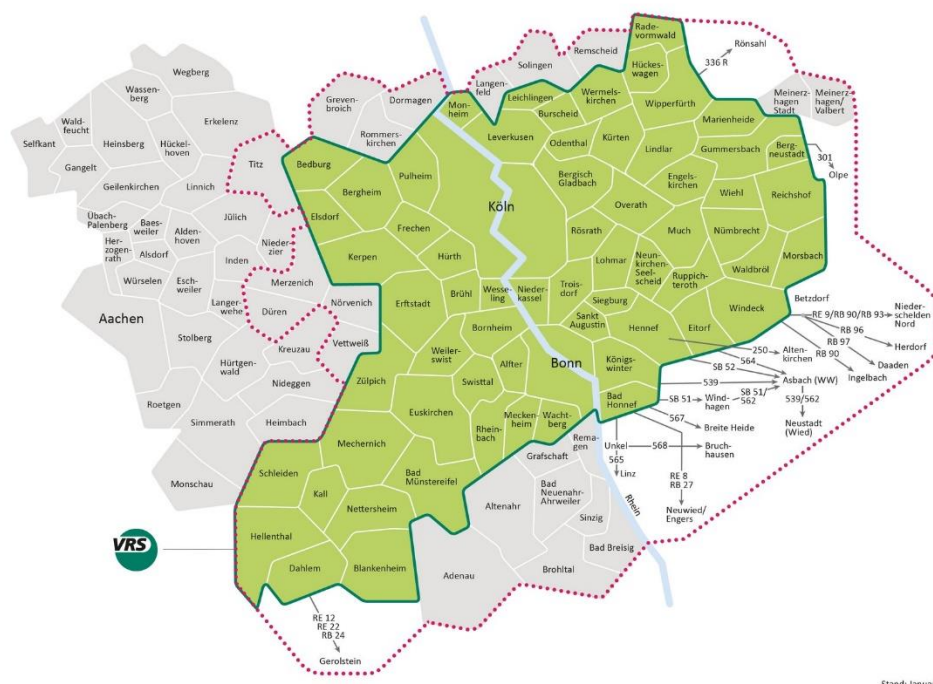 Rade-
vormwald
Rönsahl
336 R
Remscheid
Solingen
Hückes-
wagen
Langen-
feld
Wermels-
kirchen
Leichlingen
Wipperfürth
Meinerz-
hagen
Stadt
Meinerz-
hagen/
Valbert
Wegberg
Wassen-
berg
Greven-
broich
Dormagen
Mon-
heim
Burscheid
Marienheide
Erkelenz
Wald-
feucht
Rommers-
kirchen
Leverkusen
Odenthal
Kürten
Lindlar
Gummersbach
Berg-
neustadt
Selfkant
Heinsberg
Hückel-
hoven
301
Olpe
Gangelt
Titz
Bedburg
Pulheim
Bergisch
Gladbach
Engels-
kirchen
Geilenkirchen
Linnich
Bergheim
Wiehl
Reichshof
Köln
Overath
Übach-
Palenberg
Baes-
weiler
Jülich
Elsdorf
Frechen
Rösrath
Much
Nümbrecht
Her-
zogen-
rath
Alsdorf
Alden-
hoven
Nieder-
zier
Kerpen
Hürth
Lohmar
Neun-
kirchen-
Seel-
scheid
Ruppich-
teroth
Waldbröl
Morsbach
Inden
Würselen
Esch-
weiler
Merzenich
Langer-
wehe
Düren
Nörvenich
Erftstadt
Brühl
Wesse-
ling
Nieder-
kassel
Trois-
dorf
Siegburg
Windeck
Betzdorf
Nieder-
schelden
Nord
RE 9/RB 90/RB 93
Aachen
Stolberg
Vettweiß
Bornheim
Sankt
Augustin
Hennef
Eitorf
RB 96
Herdorf
RB 97
Daaden
RB 90
Ingelbach
Kreuzau
Hürtgen-
wald
Weiler-
swist
Alfter
Bonn
Königs-
winter
250
Alten-
kirchen
564
SB 52
Asbach (WW)
Nideggen
Zülpich
Swisttal
539
Roetgen
Euskirchen
Bad
Honnef
SB 51
Wind-
hagen
SB 51/
562
539/562
Neustadt
(Wied)
Simmerath
Heimbach
Rhein-
bach
Mecken-
heim
Wacht-
berg
567
Breite Heide
Mechernich
Rema-
gen
Unkel
568
Bruch-
hausen
565
Linz
Grafschaft
Monschau
Schleiden
Bad
Münstereifel
Kall
Bad
Neuenahr-
Ahrweiler
RE 8
RB 27
Nettersheim
Altenahr
Rhein
Neuwied/
Engers
Sinzig
Hellenthal
VRS
Bad Breisig
Dahlem
Blankenheim
Adenau
Brohltal
RE 12
RE 22
RB 24
Gerolstein